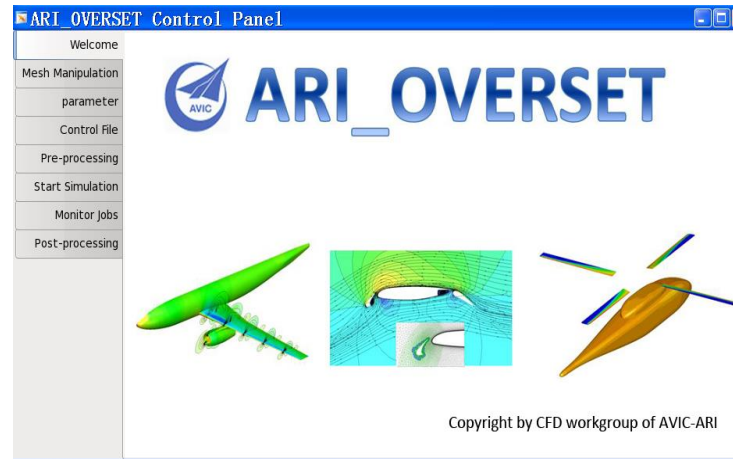 ARI_OVERSET Control Panel
Welcome
Mesh Manipulation
parameter
Control File
Pre-processing
Start Simulation
Monitor Jobs
Post-processing
AVIC
ARI_OVERSET
Copyright by CFD workgroup of AVIC-ARI